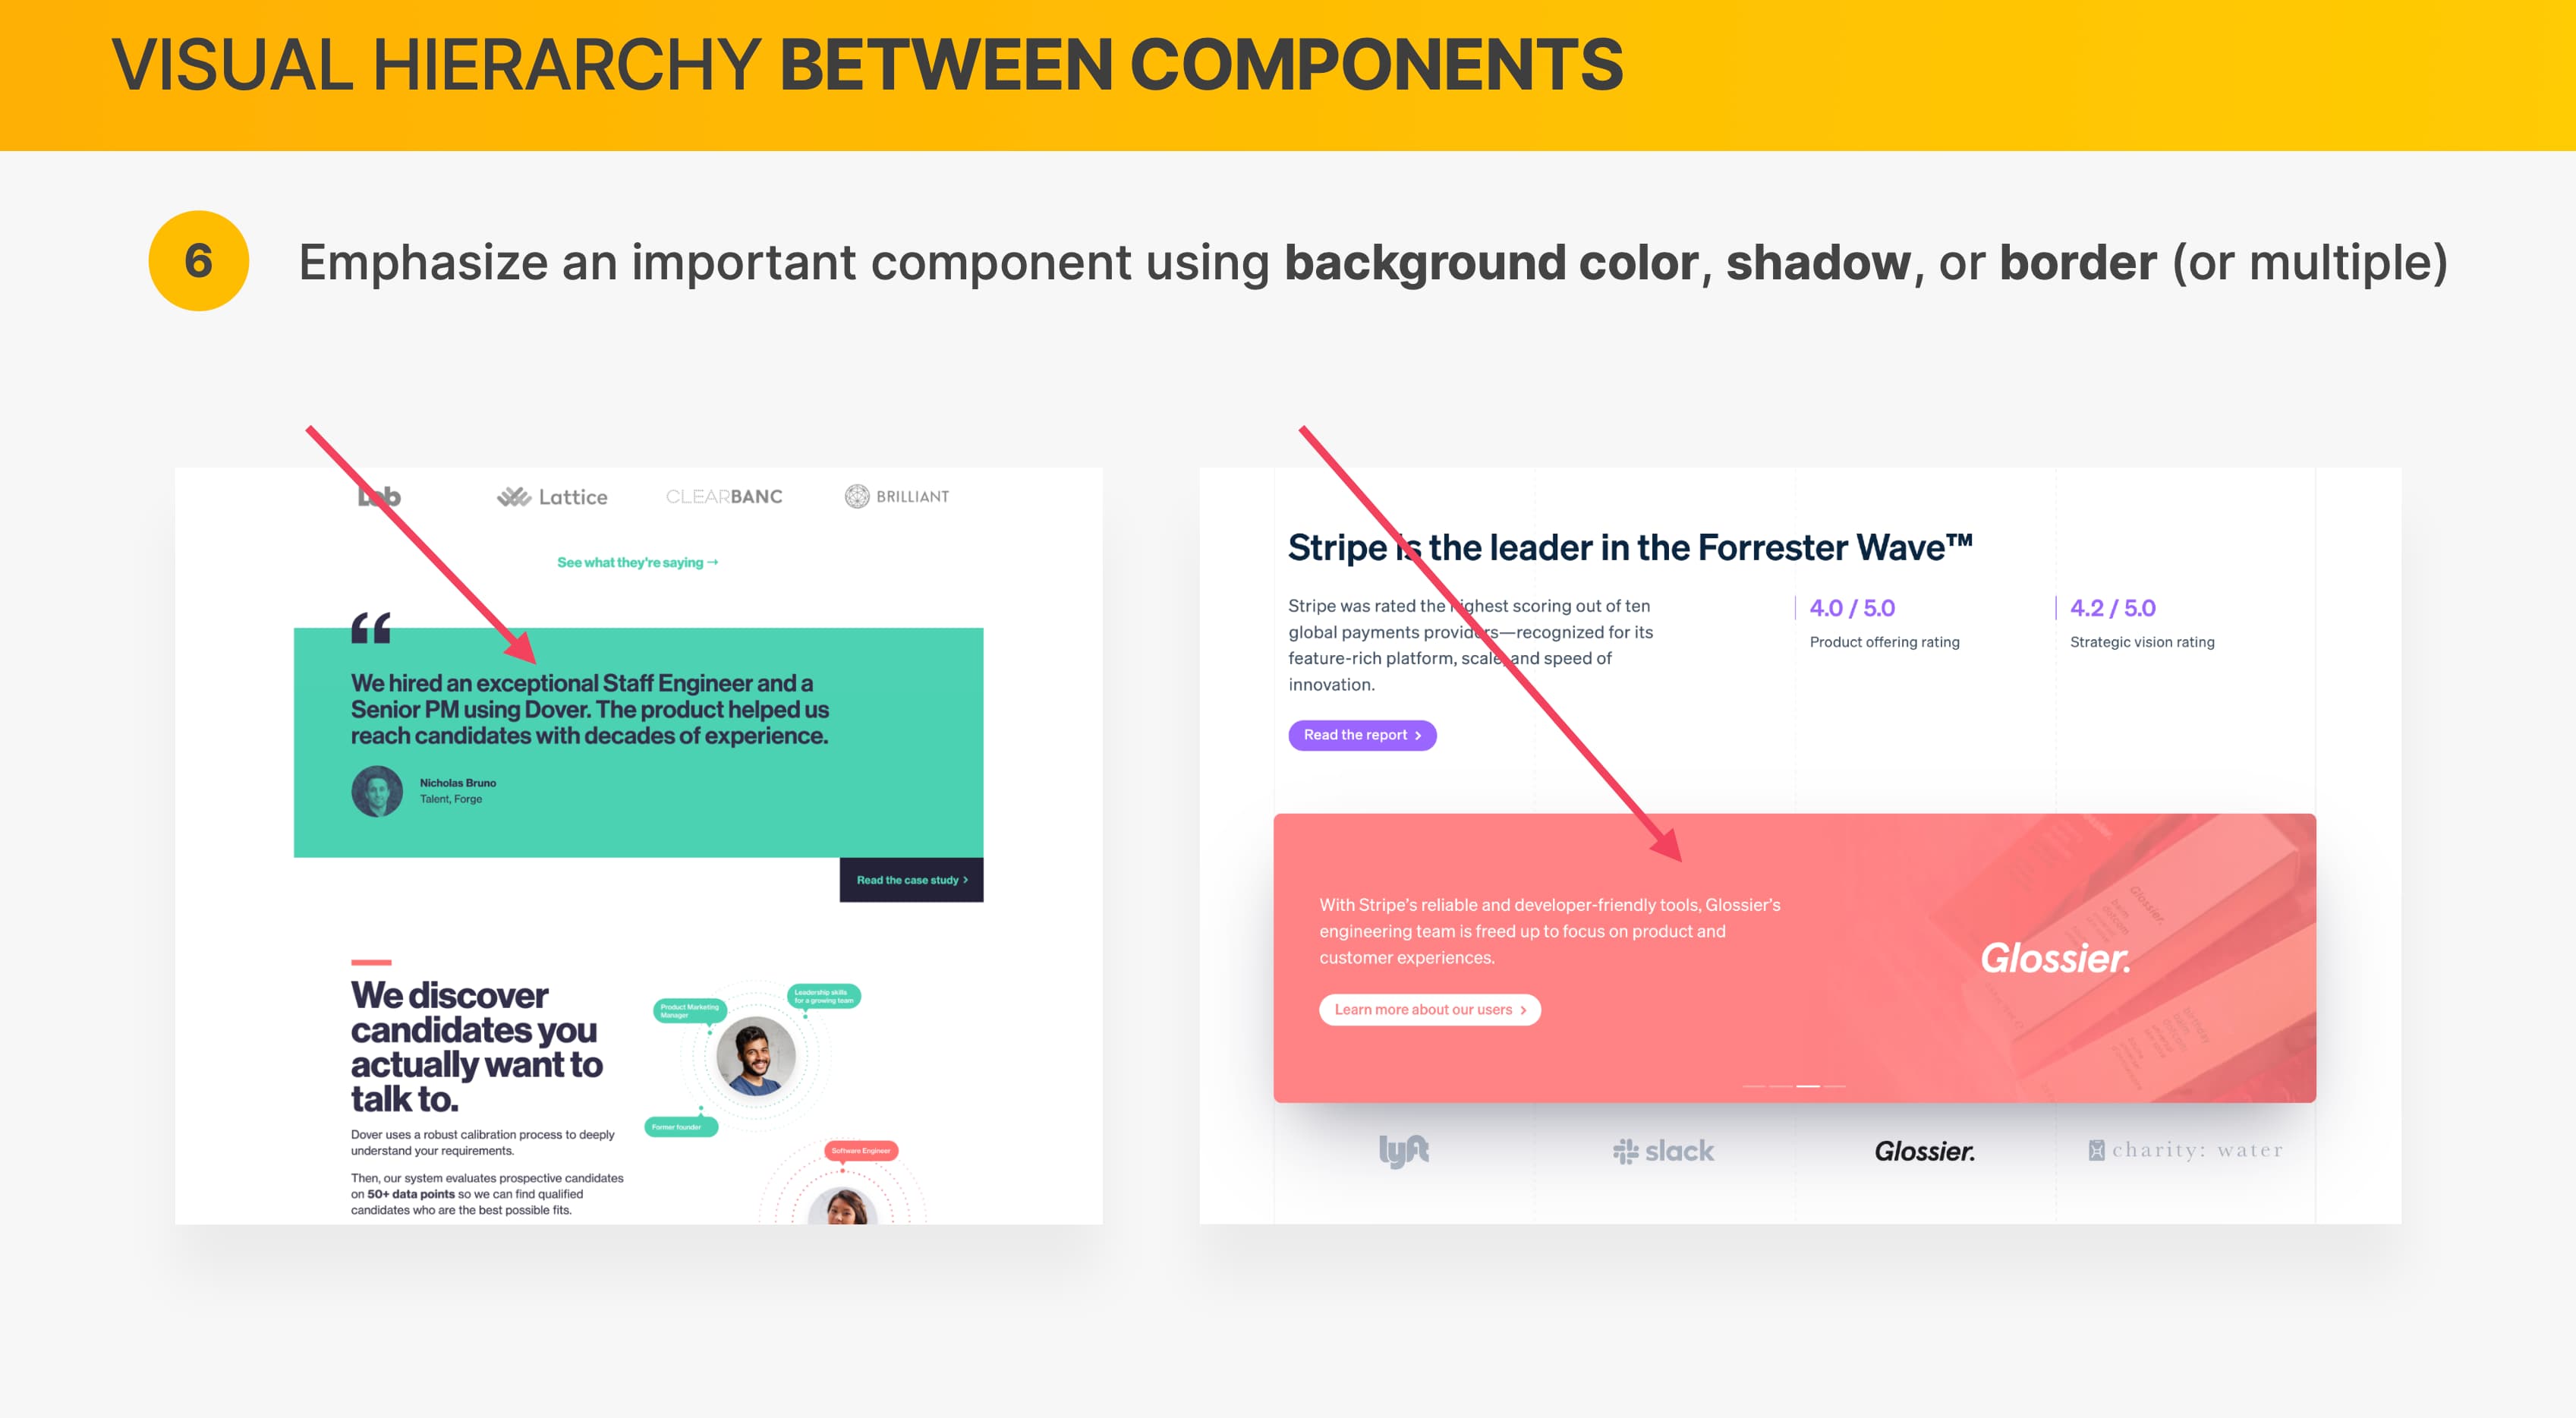 VISUAL HIERARCHY BETWEEN COMPONENTS
6
Emphasize an important component using background color, shadow, or border (or multiple)
Lob
Lattice
CLEARBANC
BRILLIANT
See what they're saying →
“
We hired an exceptional Staff Engineer and a
Senior PM using Dover. The product helped us
reach candidates with decades of experience.
Nicholas Bruno
Talent, Forge
Read the case study >
We discover
candidates you
actually want to
talk to.
Dover uses a robust calibration process to deeply
understand your requirements.
Then, our system evaluates prospective candidates
on 50+ data points so we can find qualified
candidates who are the best possible fits.
Product Marketing
Manager
Leadership skills
for a growing team
Former founder
Software Engineer
Stripe is the leader in the Forrester Wave™
Stripe was rated the highest scoring out of ten
global payments providers—recognized for its
feature-rich platform, scale, and speed of
innovation.
Read the report >
4.0 / 5.0
Product offering rating
4.2 / 5.0
Strategic vision rating
With Stripe's reliable and developer-friendly tools, Glossier's
engineering team is freed up to focus on product and
customer experiences.
Learn more about our users >
Glossier.
Glossier.
lyft
slack
Glossier.
charity: water